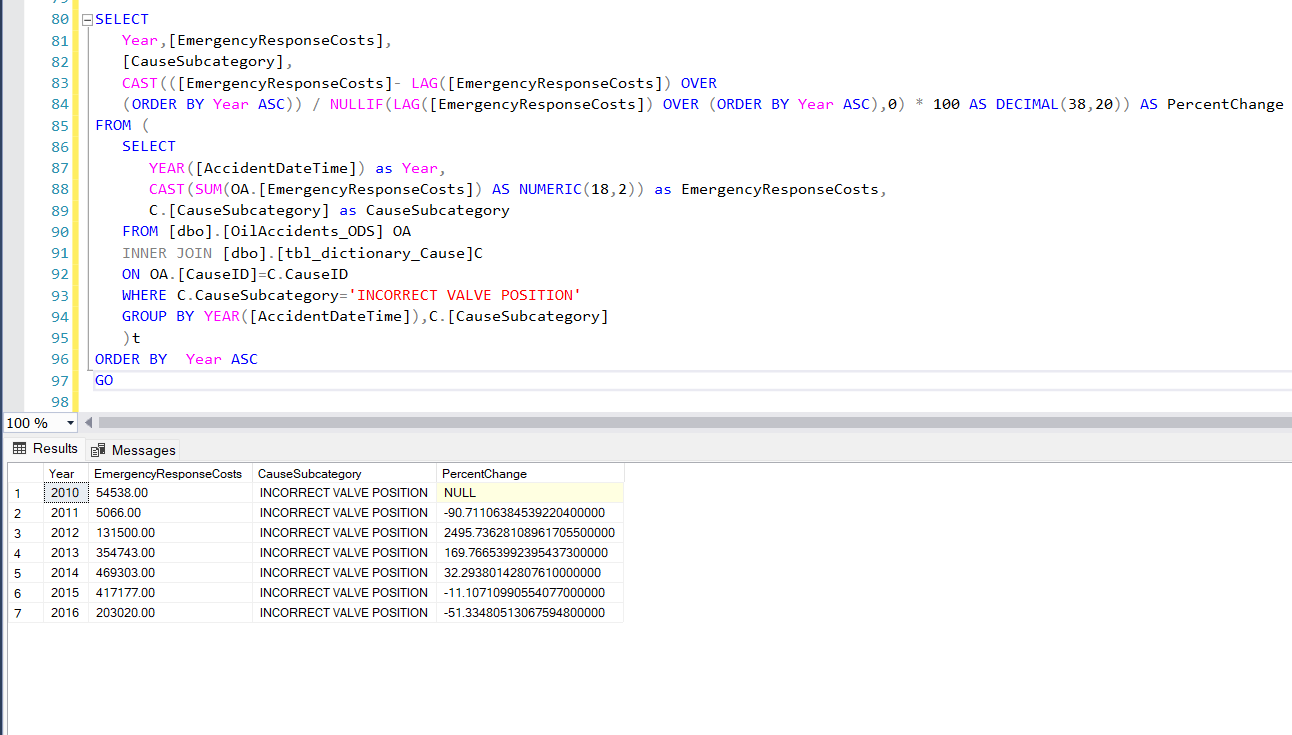 79
80 SELECT
81 Year,[EmergencyResponseCosts],
82 [CauseSubcategory],
83 CAST(([EmergencyResponseCosts]- LAG([EmergencyResponseCosts]) OVER
84 (ORDER BY Year ASC)) / NULLIF(LAG([EmergencyResponseCosts]) OVER (ORDER BY Year ASC),0) * 100 AS DECIMAL(38,20)) AS PercentChange
85 FROM (
86 SELECT
87 YEAR([AccidentDateTime]) as Year,
88 CAST(SUM(OA.[EmergencyResponseCosts]) AS NUMERIC(18,2)) as EmergencyResponseCosts,
89 C.[CauseSubcategory] as CauseSubcategory
90 FROM [dbo].[OilAccidents_ODS] OA
91 INNER JOIN [dbo].[tbl_dictionary_Cause]C
92 ON OA.[CauseID]=C.CauseID
93 WHERE C.CauseSubcategory='INCORRECT VALVE POSITION'
94 GROUP BY YEAR([AccidentDateTime]),C.[CauseSubcategory]
95 )t
96 ORDER BY  Year ASC
97 GO
98
100 %
Results Messages
Year EmergencyResponseCosts CauseSubcategory PercentChange
1 2010 54538.00 INCORRECT VALVE POSITION NULL
2 2011 5066.00 INCORRECT VALVE POSITION -90.71106384539220400000
3 2012 131500.00 INCORRECT VALVE POSITION 2495.73628108961705500000
4 2013 354743.00 INCORRECT VALVE POSITION 169.76653992395437300000
5 2014 469303.00 INCORRECT VALVE POSITION 32.29380142807610000000
6 2015 417177.00 INCORRECT VALVE POSITION -11.10710990554077000000
7 2016 203020.00 INCORRECT VALVE POSITION -51.33480513067594800000